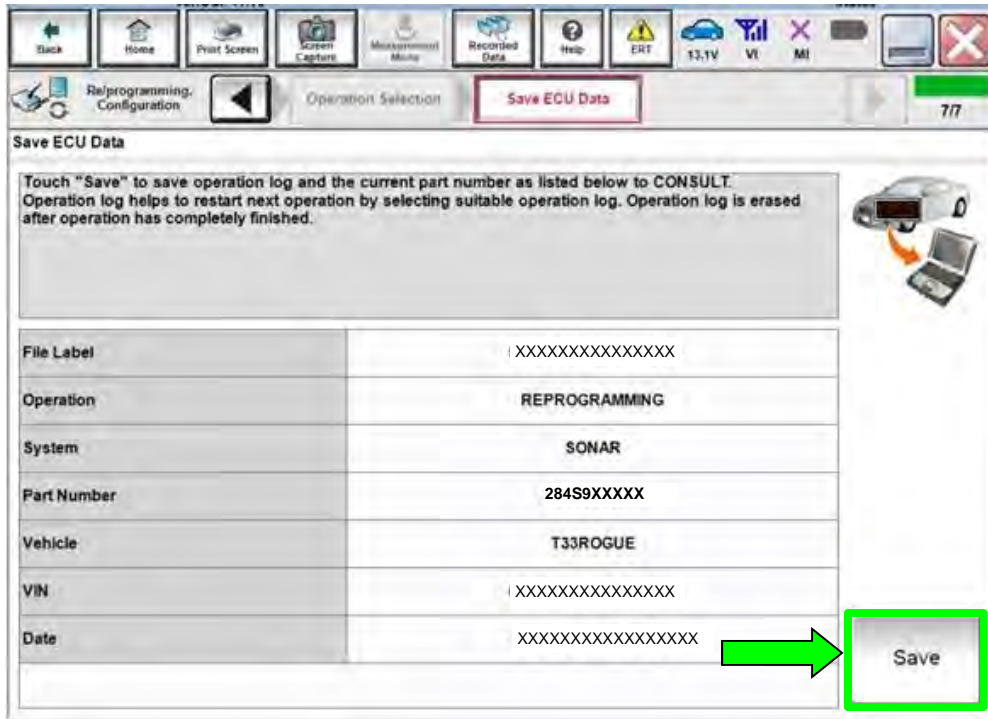 Back
Home
Print Screen
Screen
Capture
Measurement
Mode
Recorded
Data
Help
ERT
13.1V
VI
MI
Re/programming,
Configuration
Operation Selection
Save ECU Data
7/7
Save ECU Data
Touch "Save" to save operation log and the current part number as listed below to CONSULT.
Operation log helps to restart next operation by selecting suitable operation log. Operation log is erased
after operation has completely finished.
File Label
XXXXXXXXXXXXXXX
Operation
REPROGRAMMING
System
SONAR
Part Number
284S9XXXXX
Vehicle
T33ROGUE
VIN
XXXXXXXXXXXXXXX
Date
XXXXXXXXXXXXXXXXX
Save